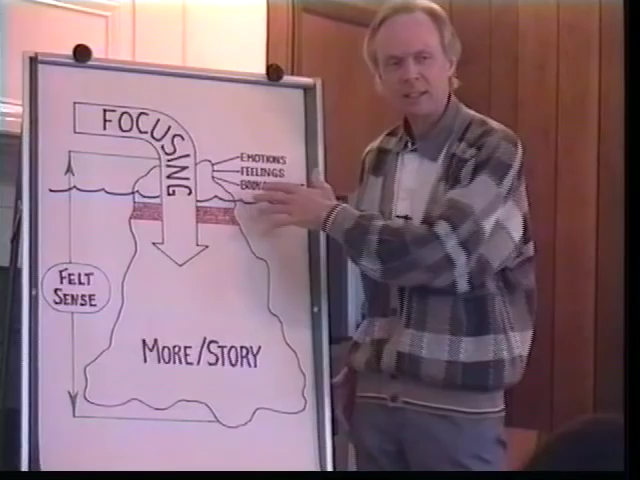 FOCUSING
EMOTIONS
FEELINGS
FELT
SENSE
MORE/STORY